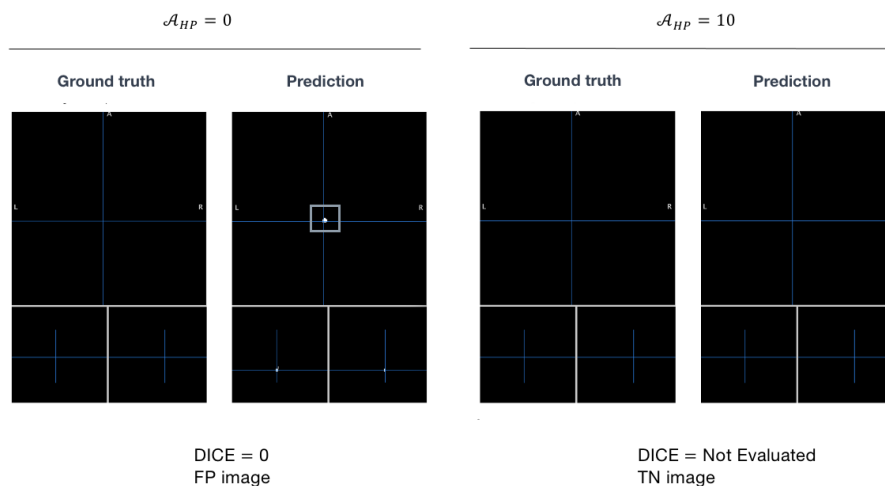 𝒜_HP = 0
Ground truth
Prediction
A
L
R
A
L
R
DICE = 0
FP image
𝒜_HP = 10
Ground truth
Prediction
A
L
R
A
L
R
DICE = Not Evaluated
TN image